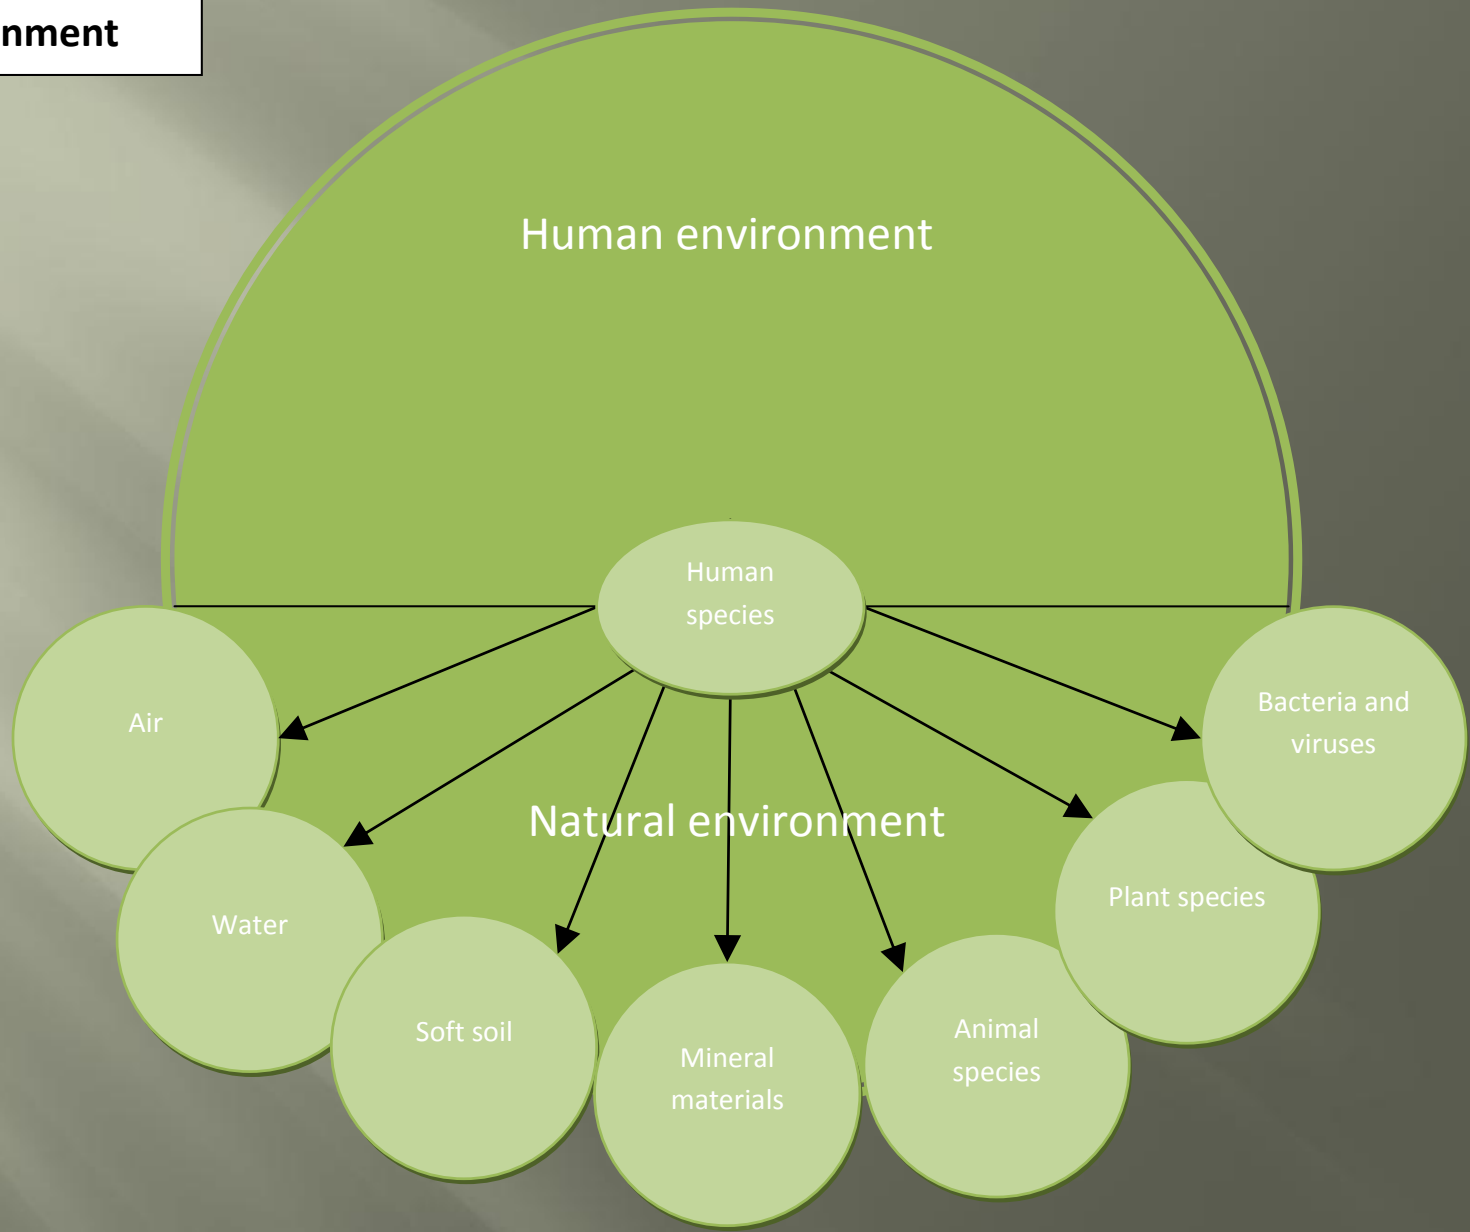 nment
Human environment
Human
species
Air
Bacteria and
viruses
Natural environment
Plant species
Water
Soft soil
Animal
species
Mineral
materials